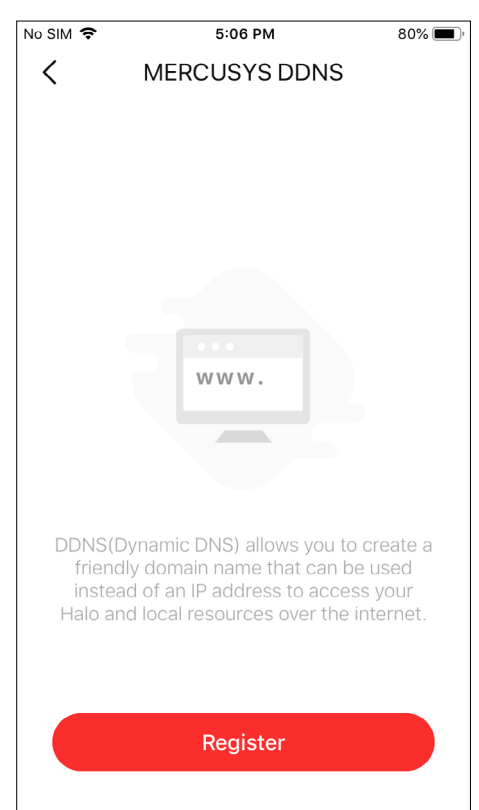 No SIM 5:06 PM 80%
MERCUSYS DDNS
www.
DDNS(Dynamic DNS) allows you to create a
friendly domain name that can be used
instead of an IP address to access your
Halo and local resources over the internet.
Register